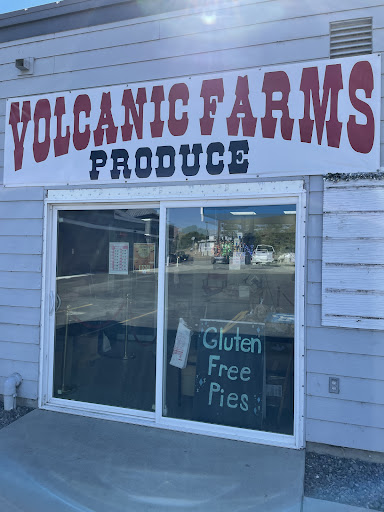 VOLCANIC FARMS
PRODUCE
Gluten
Free
Pies